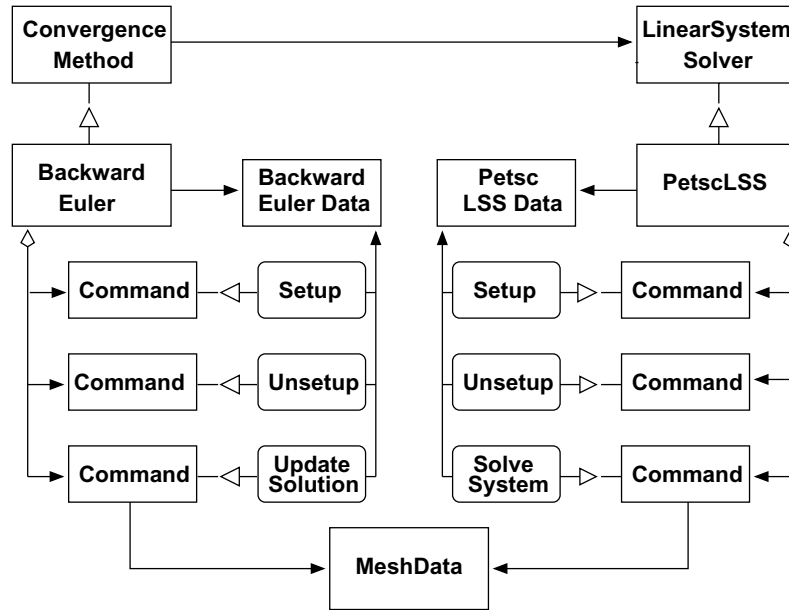 Convergence
Method
LinearSystem
Solver
Backward
Euler
Backward
Euler Data
Petsc
LSS Data
PetscLSS
Command
Setup
Setup
Command
Command
Unsetup
Unsetup
Command
Command
Update
Solution
Solve
System
Command
MeshData